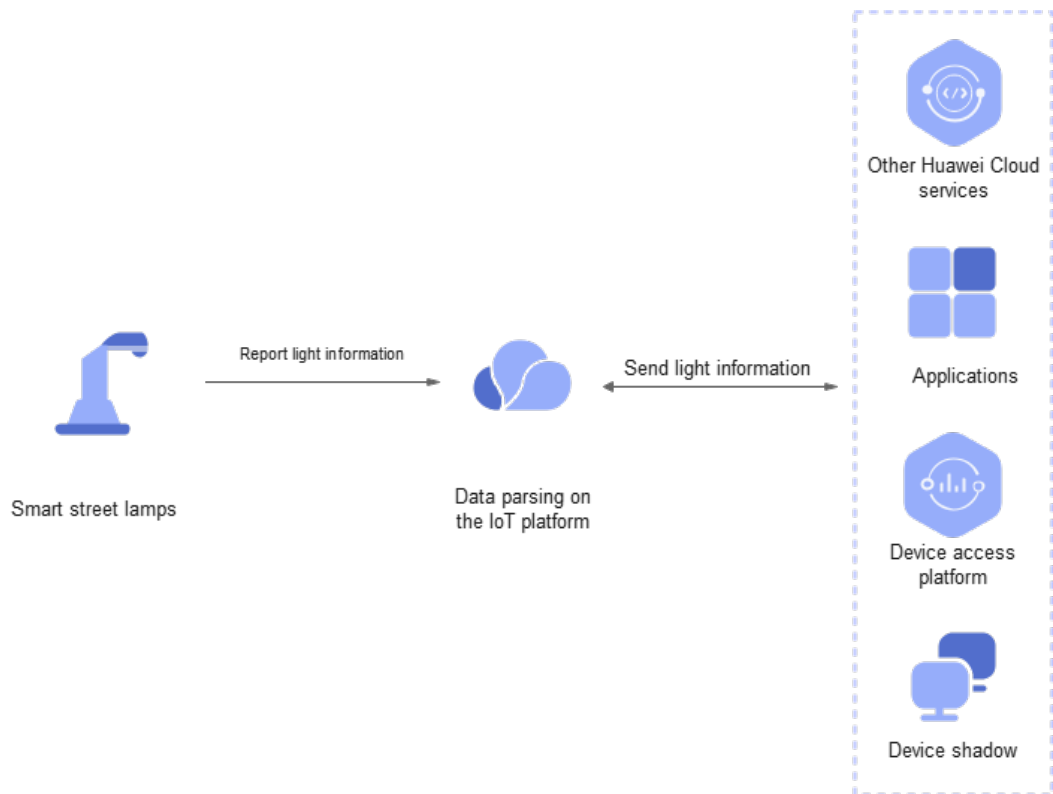 Smart street lamps
Report light information
Data parsing on
the IoT platform
Send light information
</>
Other Huawei Cloud
services
Applications
Device access
platform
Device shadow